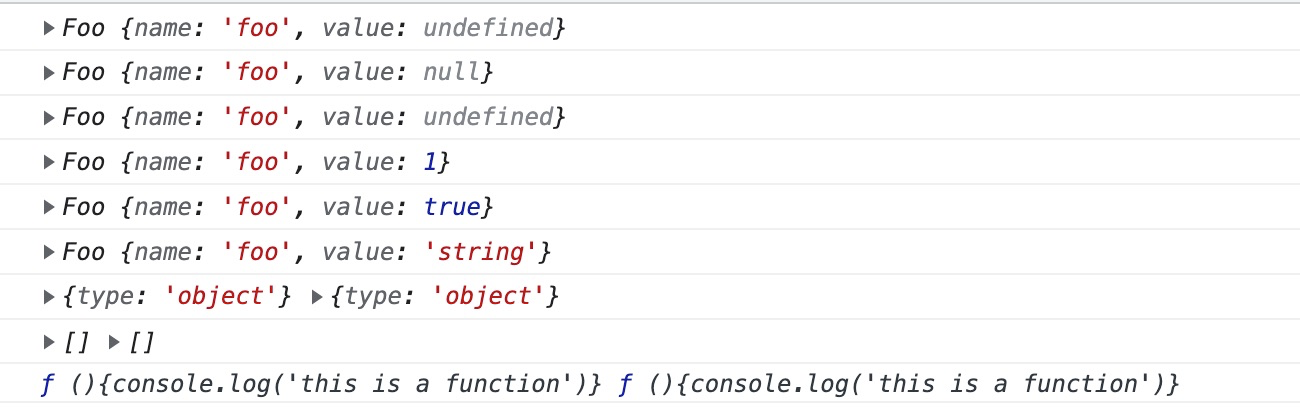 ▶Foo {name: 'foo', value: undefined}
▶Foo {name: 'foo', value: null}
▶Foo {name: 'foo', value: undefined}
▶Foo {name: 'foo', value: 1}
▶Foo {name: 'foo', value: true}
▶Foo {name: 'foo', value: 'string'}
▶{type: 'object'} ▶{type: 'object'}
▶[] ▶[]
ƒ (){console.log('this is a function')} ƒ (){console.log('this is a function')}